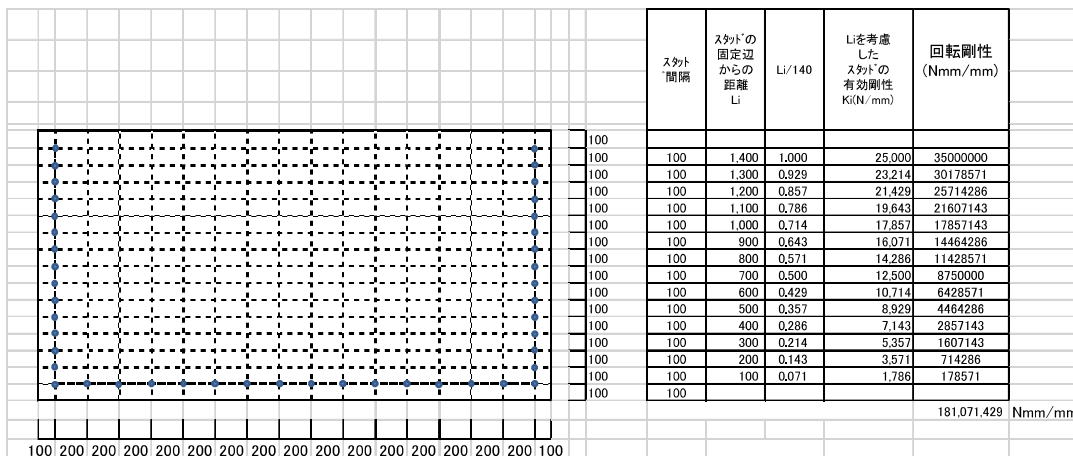 スタッド間隔
スタッドの固定辺からの距離 Li
Li/140
Liを考慮したスタッドの有効剛性 Ki(N/mm)
回転剛性 (Nmm/mm)
100
100 100 1,400 1.000 25,000 35000000
100 100 1,300 0.929 23,214 30178571
100 100 1,200 0.857 21,429 25714286
100 100 1,100 0.786 19,643 21607143
100 100 1,000 0.714 17,857 17857143
100 100 900 0.643 16,071 14464286
100 100 800 0.571 14,286 11428571
100 100 700 0.500 12,500 8750000
100 100 600 0.429 10,714 6428571
100 100 500 0.357 8,929 4464286
100 100 400 0.286 7,143 2857143
100 100 300 0.214 5,357 1607143
100 100 200 0.143 3,571 714286
100 100 100 0.071 1,786 178571
100 100
181,071,429 Nmm/mm
100 200 200 200 200 200 200 200 200 200 200 200 200 200 200 200 100